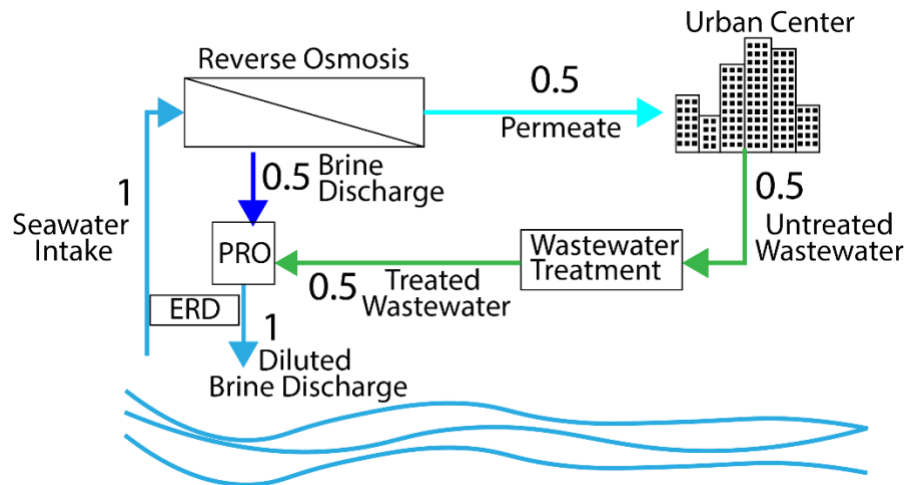 Urban Center
Reverse Osmosis
0.5
Permeate
1
Seawater
Intake
0.5 Brine
Discharge
0.5
Untreated
Wastewater
PRO
Wastewater
Treatment
0.5
Treated
Wastewater
ERD
1
Diluted
Brine Discharge